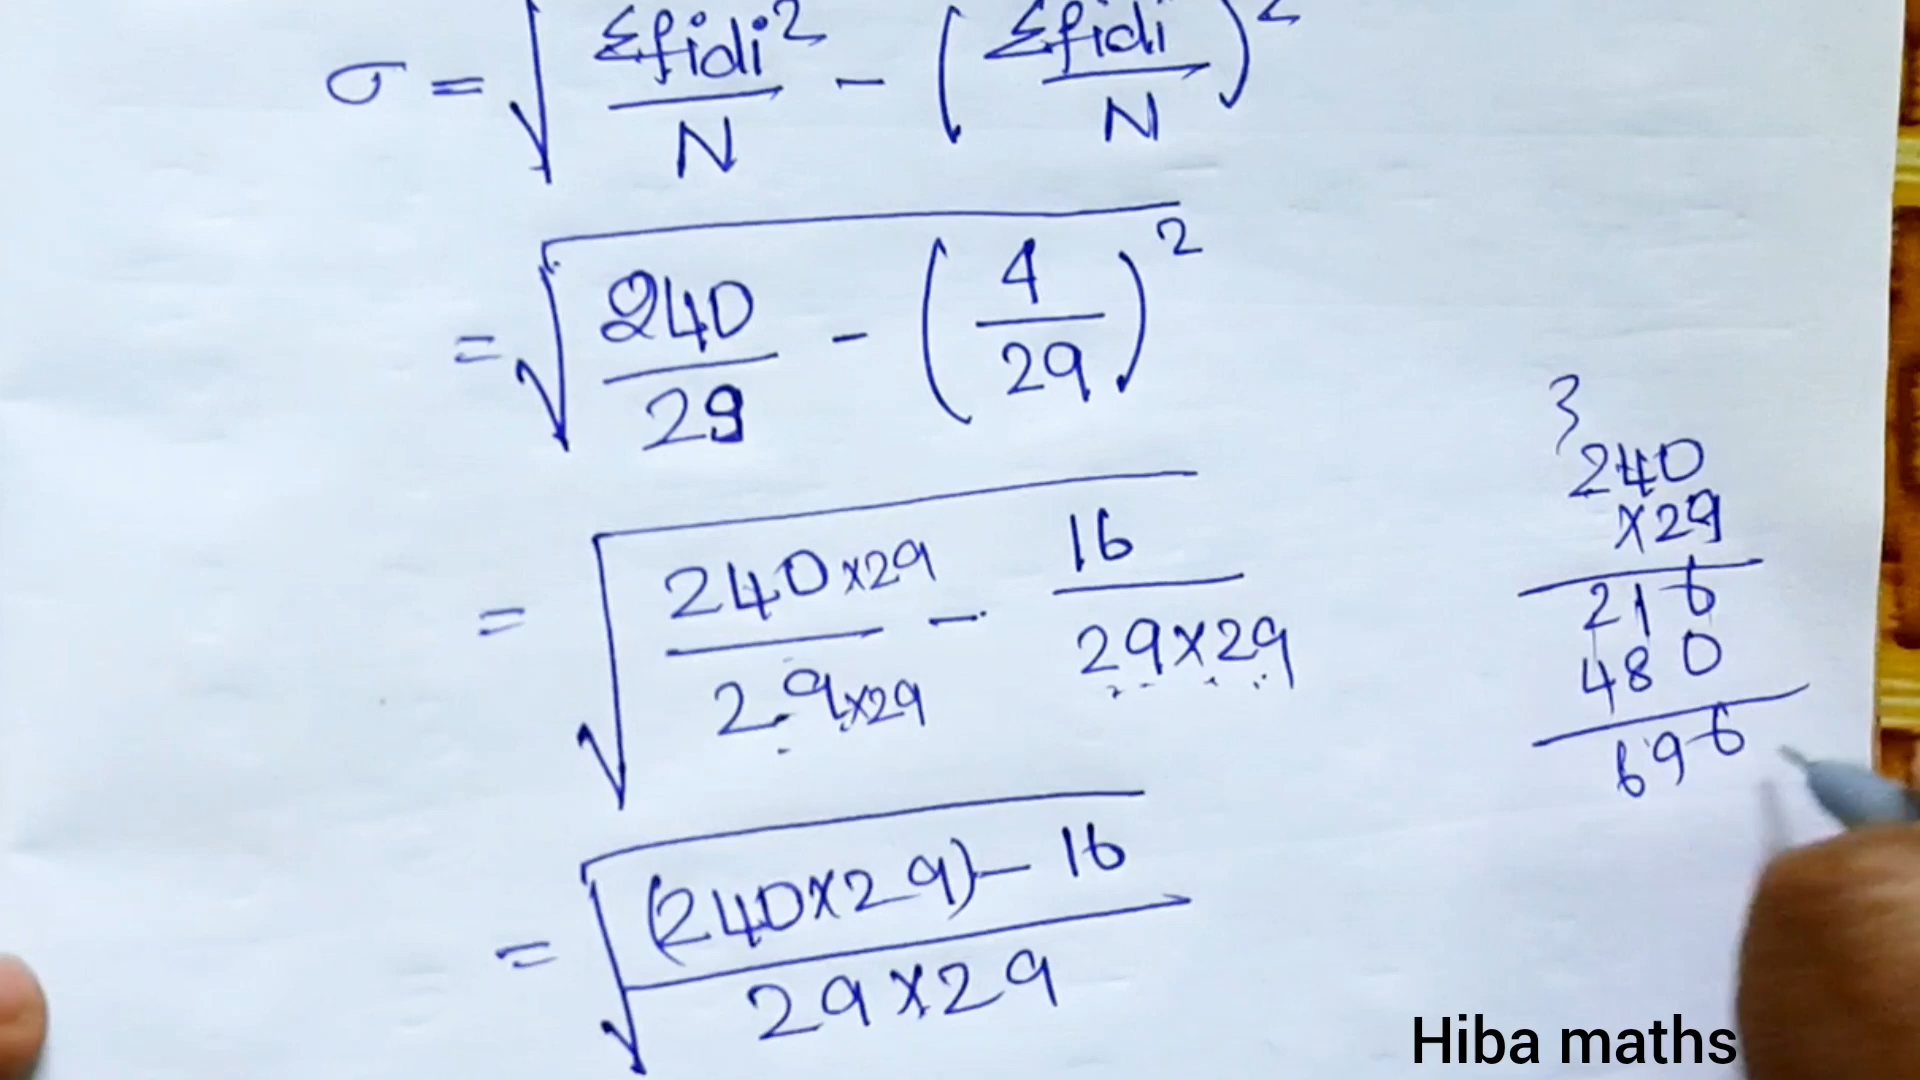 σ = √ Σfidi² / N − (Σfidi / N)²
= √ 240 / 29 − (4 / 29)²
= √ 240×29 / 29×29 − 16 / 29×29
= √ (240×29) − 16 / 29×29
3
240
×29
216
480
696
Hiba maths